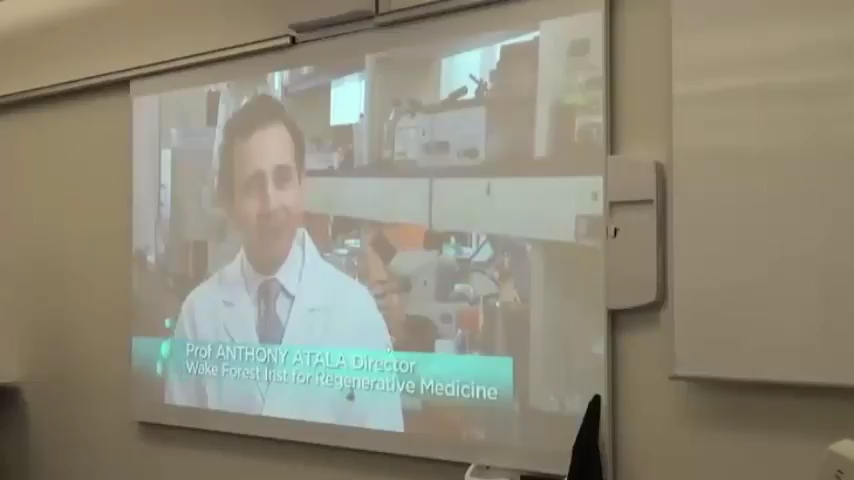 Prof ANTHONY ATALA Director
Wake Forest Inst for Regenerative Medicine